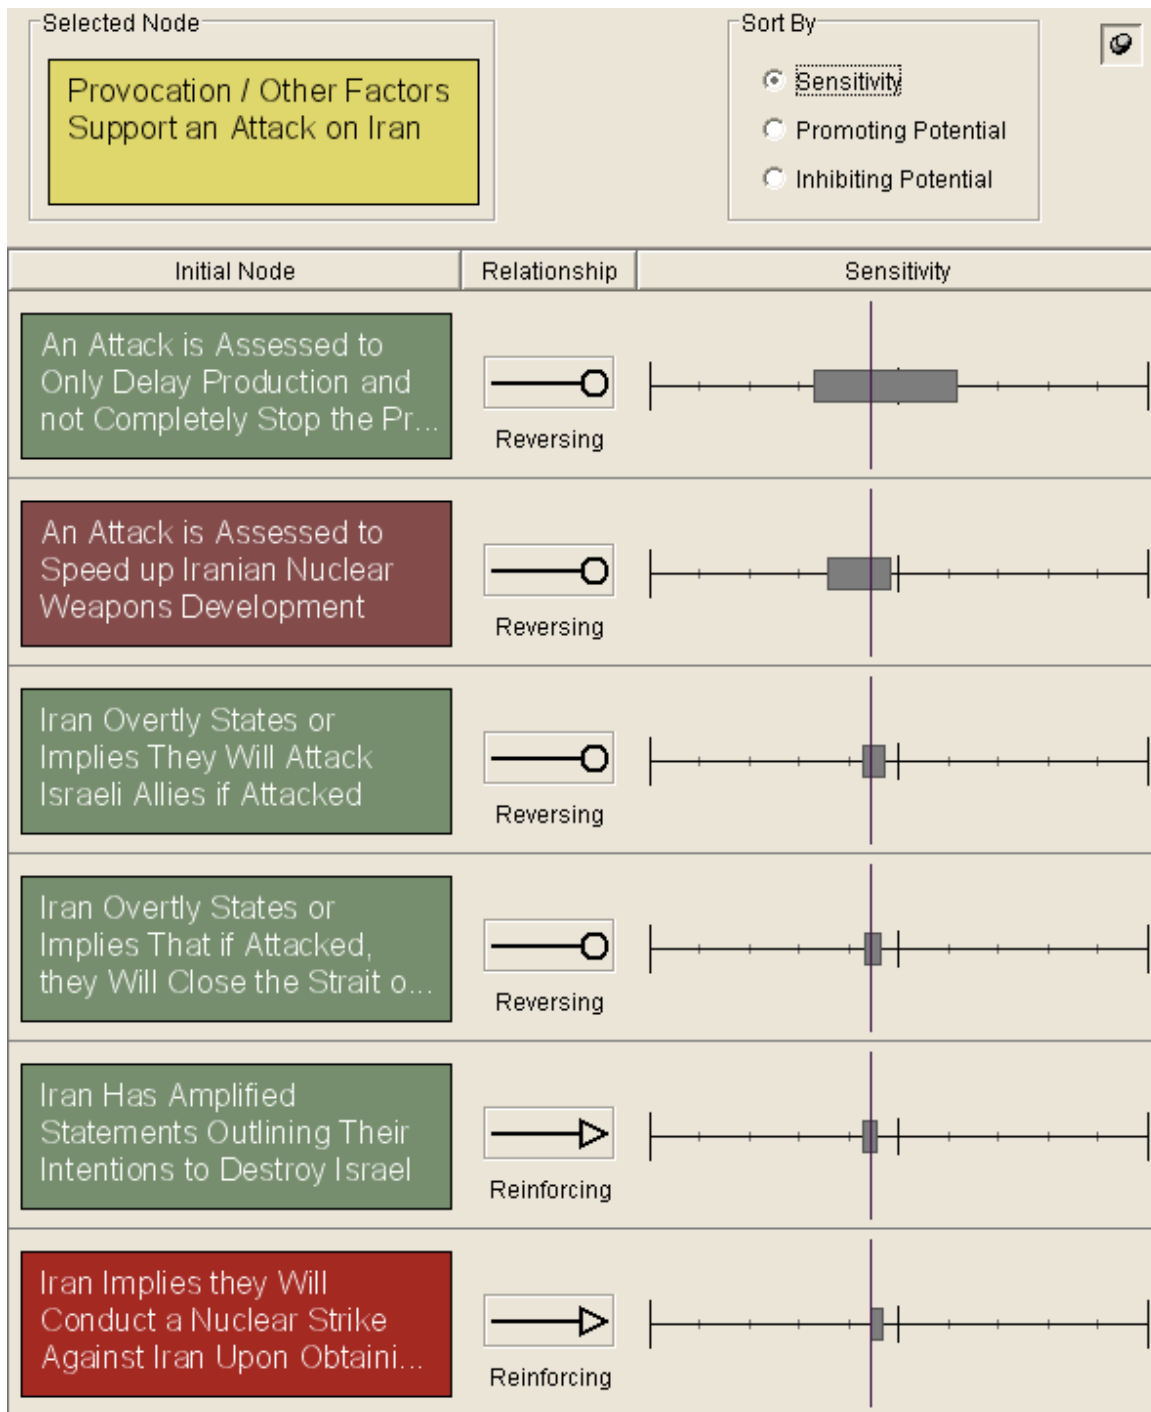 Selected Node
Provocation / Other Factors
Support an Attack on Iran
Sort By
Sensitivity
Promoting Potential
Inhibiting Potential
Initial Node
Relationship
Sensitivity
An Attack is Assessed to
Only Delay Production and
not Completely Stop the Pr...
Reversing
An Attack is Assessed to
Speed up Iranian Nuclear
Weapons Development
Reversing
Iran Overtly States or
Implies They Will Attack
Israeli Allies if Attacked
Reversing
Iran Overtly States or
Implies That if Attacked,
they Will Close the Strait o...
Reversing
Iran Has Amplified
Statements Outlining Their
Intentions to Destroy Israel
Reinforcing
Iran Implies they Will
Conduct a Nuclear Strike
Against Iran Upon Obtaini...
Reinforcing